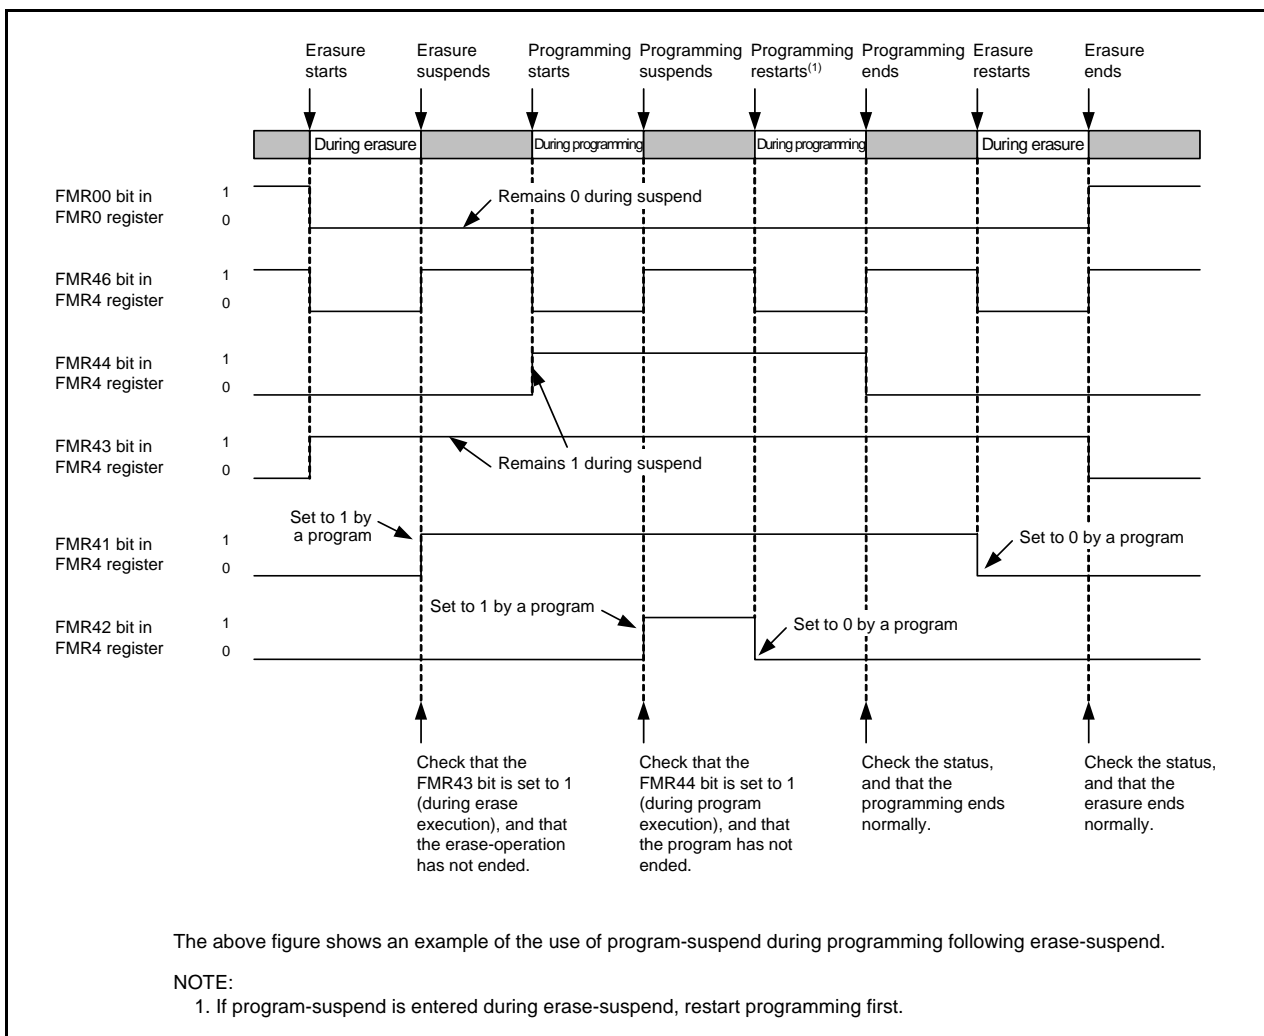 Erasure starts
Erasure suspends
Programming starts
Programming suspends
Programming restarts(1)
Programming ends
Erasure restarts
Erasure ends
During erasure
During programming
During programming
During erasure
FMR00 bit in
FMR0 register
1
0
Remains 0 during suspend
FMR46 bit in
FMR4 register
1
0
FMR44 bit in
FMR4 register
1
0
FMR43 bit in
FMR4 register
1
0
Remains 1 during suspend
Set to 1 by
a program
FMR41 bit in
FMR4 register
1
0
Set to 0 by a program
Set to 1 by a program
FMR42 bit in
FMR4 register
1
0
Set to 0 by a program
Check that the
FMR43 bit is set to 1
(during erase
execution), and that
the erase-operation
has not ended.
Check that the
FMR44 bit is set to 1
(during program
execution), and that
the program has not
ended.
Check the status,
and that the
programming ends
normally.
Check the status,
and that the
erasure ends
normally.
The above figure shows an example of the use of program-suspend during programming following erase-suspend.
NOTE:
1. If program-suspend is entered during erase-suspend, restart programming first.